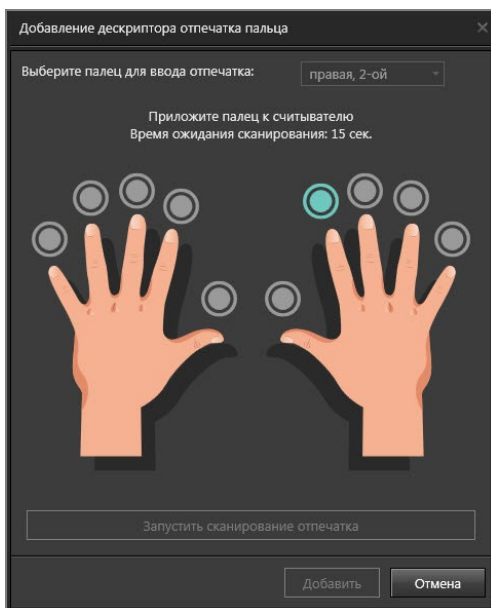 Добавление дескриптора отпечатка пальца
Выберите палец для ввода отпечатка:
правая, 2-ой
Приложите палец к считывателю
Время ожидания сканирования: 15 сек.
Запустить сканирование отпечатка
Добавить
Отмена